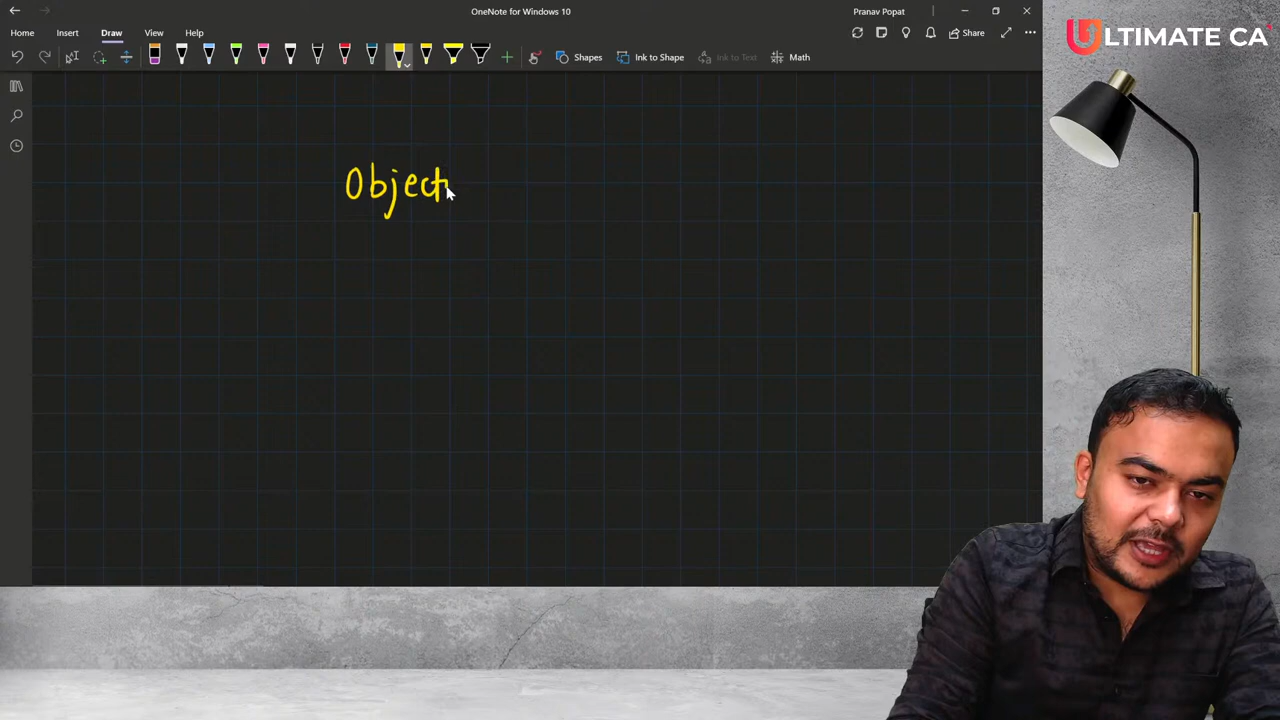 OneNote for Windows 10
Pranav Popat
Home Insert Draw View Help
Share
Shapes Ink to Shape Ink to Text Math
ULTIMATE CA
Object